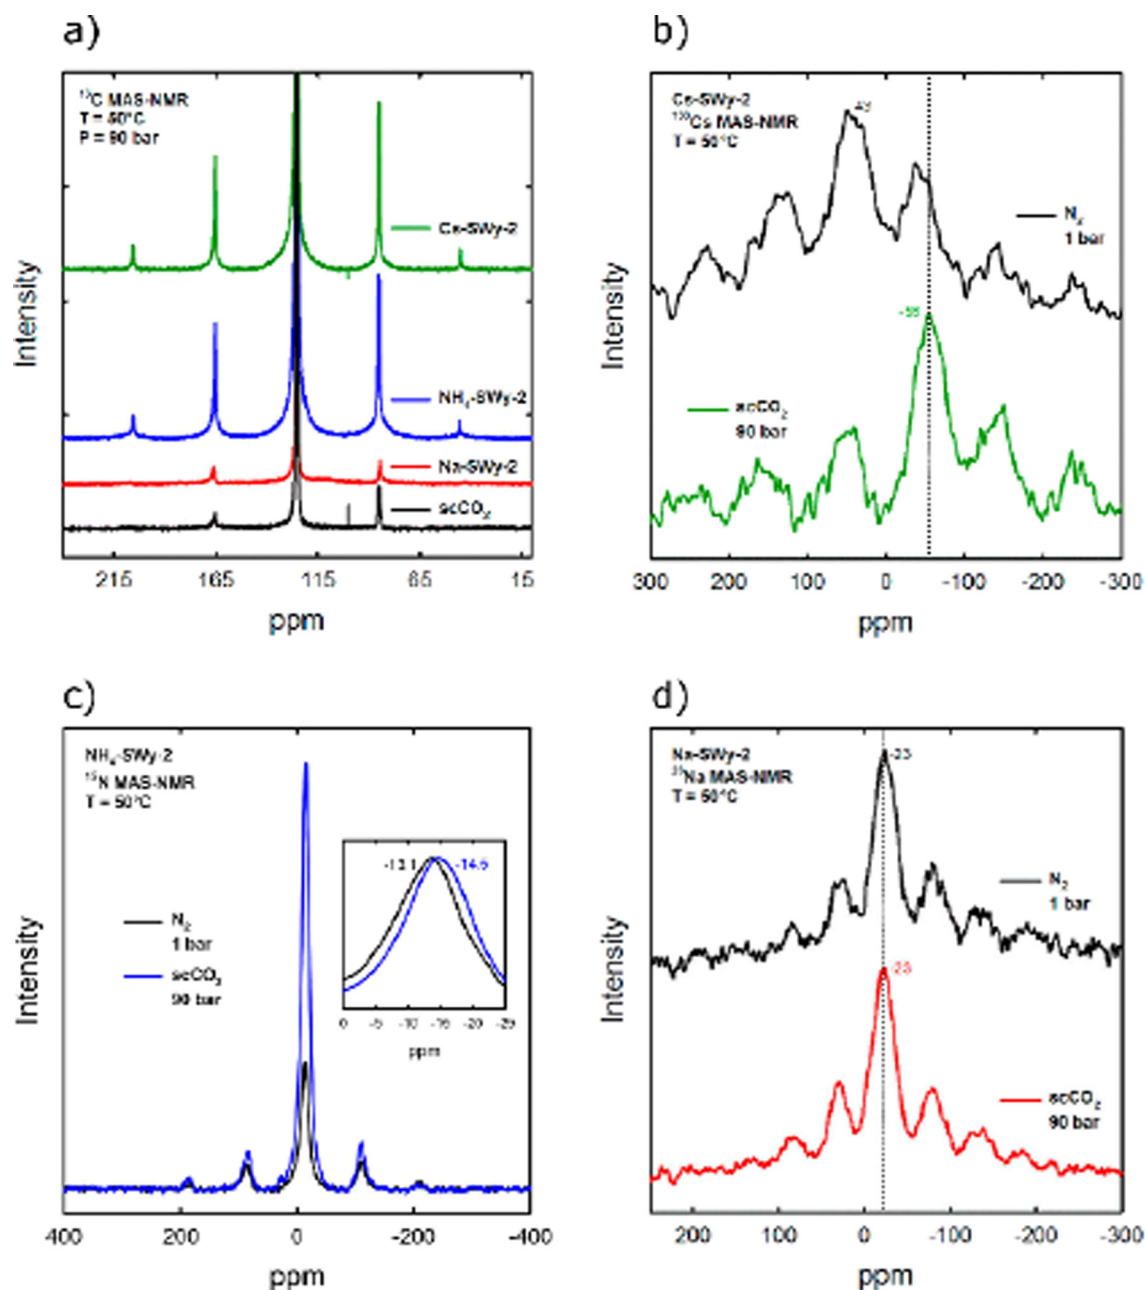 a)
¹³C MAS-NMR
T = 50°C
P = 90 bar
Cs-SWy-2
NH₄-SWy-2
Na-SWy-2
scCO₂
Intensity
215 165 115 65 15
ppm
b)
Cs-SWy-2
¹³³Cs MAS-NMR
T = 50°C
43
N₂
1 bar
scCO₂
90 bar
Intensity
300 200 100 0 -100 -200 -300
ppm
c)
NH₄-SWy-2
¹⁵N MAS-NMR
T = 50°C
N₂
1 bar
scCO₂
90 bar
-13.1
-14.5
0 -5 -10 -15 -20 -25
ppm
Intensity
400 200 0 -200 -400
ppm
d)
Na-SWy-2
²³Na MAS-NMR
T = 50°C
-23
N₂
1 bar
-23
scCO₂
90 bar
Intensity
200 100 0 -100 -200
ppm